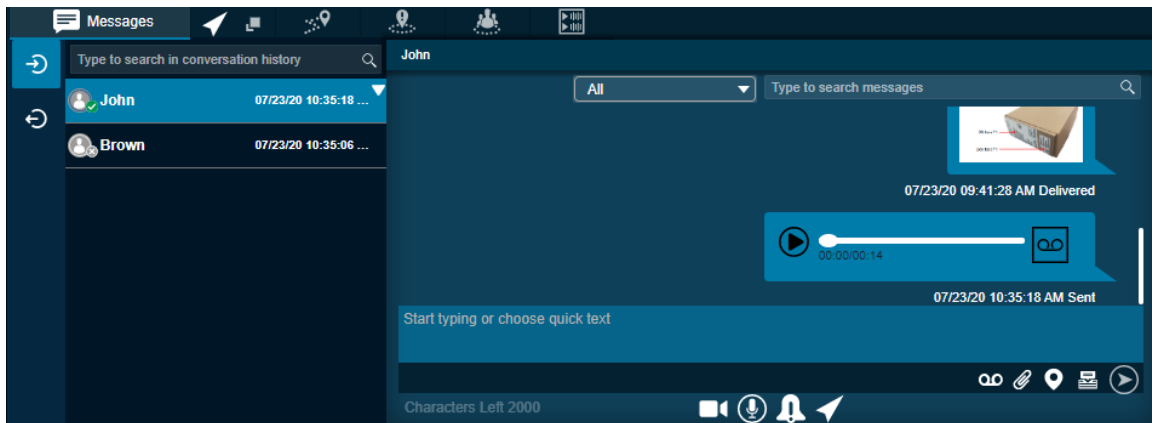 Messages
Type to search in conversation history
John
07/23/20 10:35:18 ...
Brown
07/23/20 10:35:06 ...
John
All
Type to search messages
07/23/20 09:41:28 AM Delivered
00:00/00:14
07/23/20 10:35:18 AM Sent
Start typing or choose quick text
Characters Left 2000